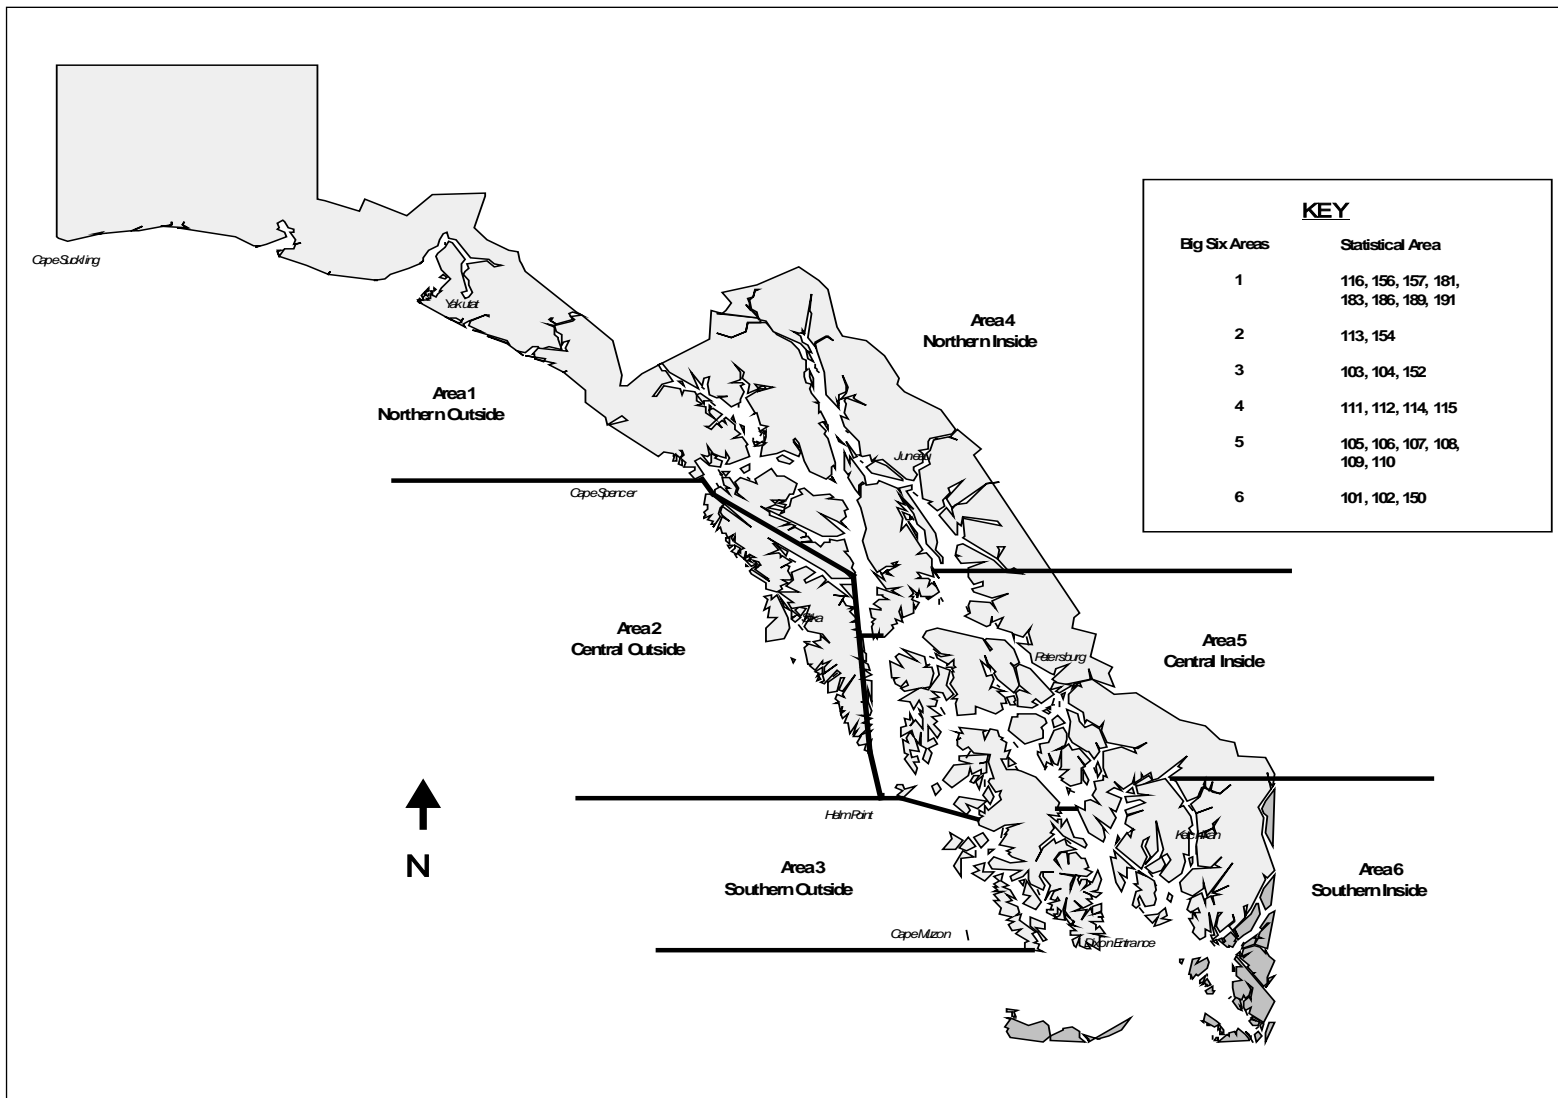 KEY
Big Six Areas Statistical Area
1 116, 156, 157, 181,
183, 186, 189, 191
2 113, 154
3 103, 104, 152
4 111, 112, 114, 115
5 105, 106, 107, 108,
109, 110
6 101, 102, 150
Cape Suckling
Yakutat
Area 4
Northern Inside
Area 1
Northern Outside
Juneau
Cape Spencer
Sitka
Area 2
Central Outside
Area 5
Central Inside
Petersburg
Helm Point
Ketchikan
N
Area 3
Southern Outside
Area 6
Southern Inside
Cape Muzon
Dixon Entrance